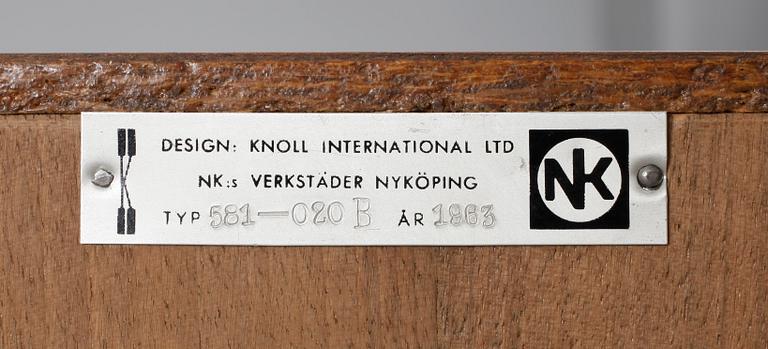 DESIGN: KNOLL INTERNATIONAL LTD
NK:s VERKSTÄDER NYKÖPING
TYP 581-020 B ÅR 1963
NK